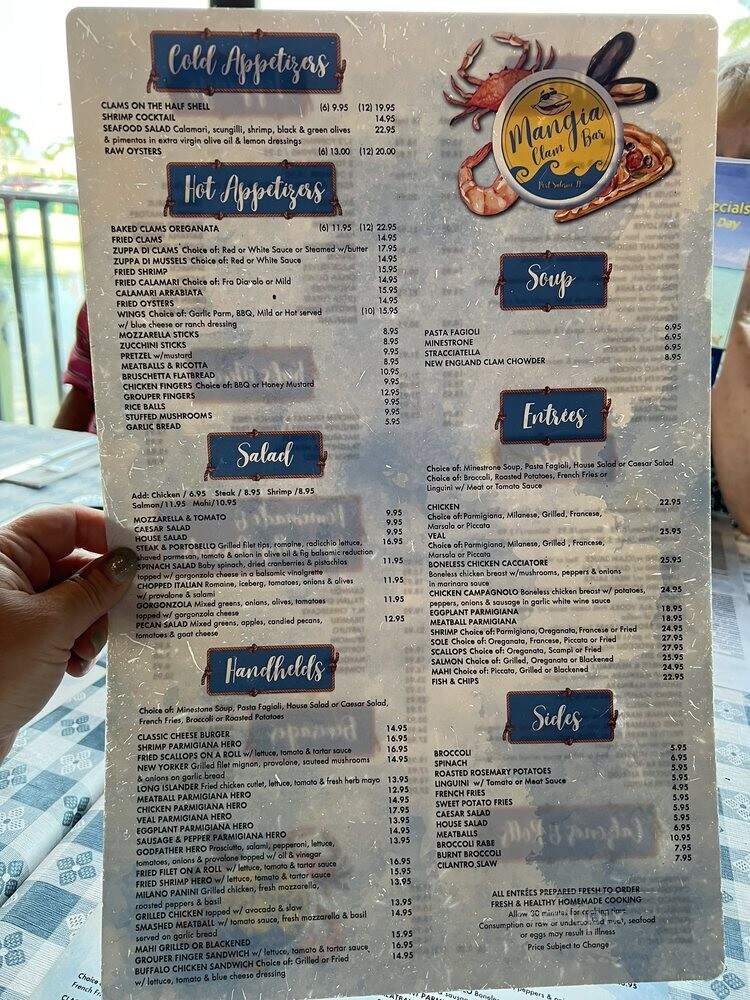 Cold Appetizers
CLAMS ON THE HALF SHELL (6) 9.95 (12) 19.95
SHRIMP COCKTAIL 14.95
SEAFOOD SALAD Calamari, scungilli, shrimp, black & green olives 22.95
& pimentos in extra virgin olive oil & lemon dressings
RAW OYSTERS (6) 13.00 (12) 20.00
Hot Appetizers
BAKED CLAMS OREGANATA (6) 11.95 (12) 22.95
FRIED CLAMS 14.95
ZUPPA DI CLAMS Choice of: Red or White Sauce or Steamed w/butter 17.95
ZUPPA DI MUSSELS Choice of: Red or White Sauce 14.95
FRIED SHRIMP 15.95
FRIED CALAMARI Choice of: Fra Diavolo or Mild 14.95
CALAMARI ARRABIATA 15.95
FRIED OYSTERS 14.95
WINGS Choice of: Garlic Parm, BBQ, Mild or Hot served (10) 15.95
w/ blue cheese or ranch dressing
MOZZARELLA STICKS 8.95
ZUCCHINI STICKS 8.95
PRETZEL w/mustard 9.95
MEATBALLS & RICOTTA 8.95
BRUSCHETTA FLATBREAD 10.95
CHICKEN FINGERS Choice of: BBQ or Honey Mustard 9.95
GROUPER FINGERS 12.95
RICE BALLS 9.95
STUFFED MUSHROOMS 9.95
GARLIC BREAD 5.95
Salad
Add: Chicken / 6.95 Steak / 8.95 Shrimp /8.95
Salmon/11.95 Mahi/10.95
MOZZARELLA & TOMATO 9.95
CAESAR SALAD 9.95
HOUSE SALAD 9.95
STEAK & PORTOBELLO Grilled filet tips, romaine, radicchio lettuce, 16.95
shaved parmesan, tomato & onion in olive oil & fig balsamic reduction
SPINACH SALAD Baby spinach, dried cranberries & pistachios 11.95
topped w/ gorgonzola cheese in a balsamic vinaigrette
CHOPPED ITALIAN Romaine, iceberg, tomatoes, onions & olives 11.95
w/ provalone & salami
GORGONZOLA Mixed greens, onions, olives, tomatoes 11.95
topped w/ gorgonzola cheese
PECAN SALAD Mixed greens, apples, candied pecans, 12.95
tomatoes & goat cheese
Handhelds
Choice of: Minestone Soup, Pasta Fagioli, House Salad or Caesar Salad,
French Fries, Broccoli or Roasted Potatoes
CLASSIC CHEESE BURGER 14.95
SHRIMP PARMIGIANA HERO 16.95
FRIED SCALLOPS ON A ROLL w/ lettuce, tomato & tartar sauce 16.95
NEW YORKER Grilled filet mignon, provalone, sauteed mushrooms 14.95
& onions on garlic bread
LONG ISLANDER Fried chicken cutlet, lettuce, tomato & fresh herb mayo 13.95
MEATBALL PARMIGIANA HERO 12.95
CHICKEN PARMIGIANA HERO 14.95
VEAL PARMIGIANA HERO 17.95
EGGPLANT PARMIGIANA HERO 13.95
SAUSAGE & PEPPER PARMIGIANA HERO 14.95
GODFATHER HERO Prosciutto, salami, pepperoni, lettuce, 13.95
tomatoes, onions & provalone topped w/ oil & vinegar
FRIED FILET ON A ROLL w/ lettuce, tomato & tartar sauce 16.95
FRIED SHRIMP HERO w/ lettuce, tomato & tartar sauce 15.95
MILANO PANINI Grilled chicken, fresh mozzarella, 13.95
roasted peppers & basil
GRILLED CHICKEN topped w/ avocado & slaw 13.95
SMASHED MEATBALL w/ tomato sauce, fresh mozzarella & basil 14.95
served on garlic bread
MAHI GRILLED OR BLACKENED 15.95
GROUPER FINGER SANDWICH w/ lettuce, tomato & tartar sauce 16.95
BUFFALO CHICKEN SANDWICH Choice of: Grilled or Fried 14.95
w/ lettuce, tomato & blue cheese dressing
Mangia
Clam Bar
Port Salerno, Fl
Soup
PASTA FAGIOLI 6.95
MINESTRONE 6.95
STRACCIATELLA 6.95
NEW ENGLAND CLAM CHOWDER 8.95
Entrées
Choice of: Minestrone Soup, Pasta Fagioli, House Salad or Caesar Salad
Choice of: Broccoli, Roasted Potatoes, French Fries or
Linguini w/ Meat or Tomato Sauce
CHICKEN 22.95
Choice of: Parmigiana, Milanese, Grilled, Francese,
Marsala or Piccata
VEAL 25.95
Choice of: Parmigiana, Milanese, Grilled , Francese,
Marsala or Piccata
BONELESS CHICKEN CACCIATORE 25.95
Boneless chicken breast w/mushrooms, peppers & onions
in marinara sauce
CHICKEN CAMPAGNOLO Boneless chicken breast w/ potatoes, 24.95
peppers, onions & sausage in garlic white wine sauce
EGGPLANT PARMIGIANA 18.95
MEATBALL PARMIGIANA 18.95
SHRIMP Choice of: Parmigiana, Oreganata, Francese or Fried 24.95
SOLE Choice of: Oreganata, Francese, Piccata or Fried 27.95
SCALLOPS Choice of: Oreganata, Scampi or Fried 27.95
SALMON Choice of: Grilled, Oreganata or Blackened 25.95
MAHI Choice of: Piccata, Grilled or Blackened 24.95
FISH & CHIPS 22.95
Sides
BROCCOLI 5.95
SPINACH 6.95
ROASTED ROSEMARY POTATOES 5.95
LINGUINI w/ Tomato or Meat Sauce 5.95
FRENCH FRIES 4.95
SWEET POTATO FRIES 5.95
CAESAR SALAD 5.95
HOUSE SALAD 5.95
MEATBALLS 6.95
BROCCOLI RABE 10.95
BURNT BROCCOLI 7.95
CILANTRO SLAW 7.95
ALL ENTRÉES PREPARED FRESH TO ORDER
FRESH & HEALTHY HOMEMADE COOKING
Allow 30 minutes for cooking time
Consumption of raw or undercooked meat, seafood
or eggs may result in illness
Price Subject to Change
ecials
Day